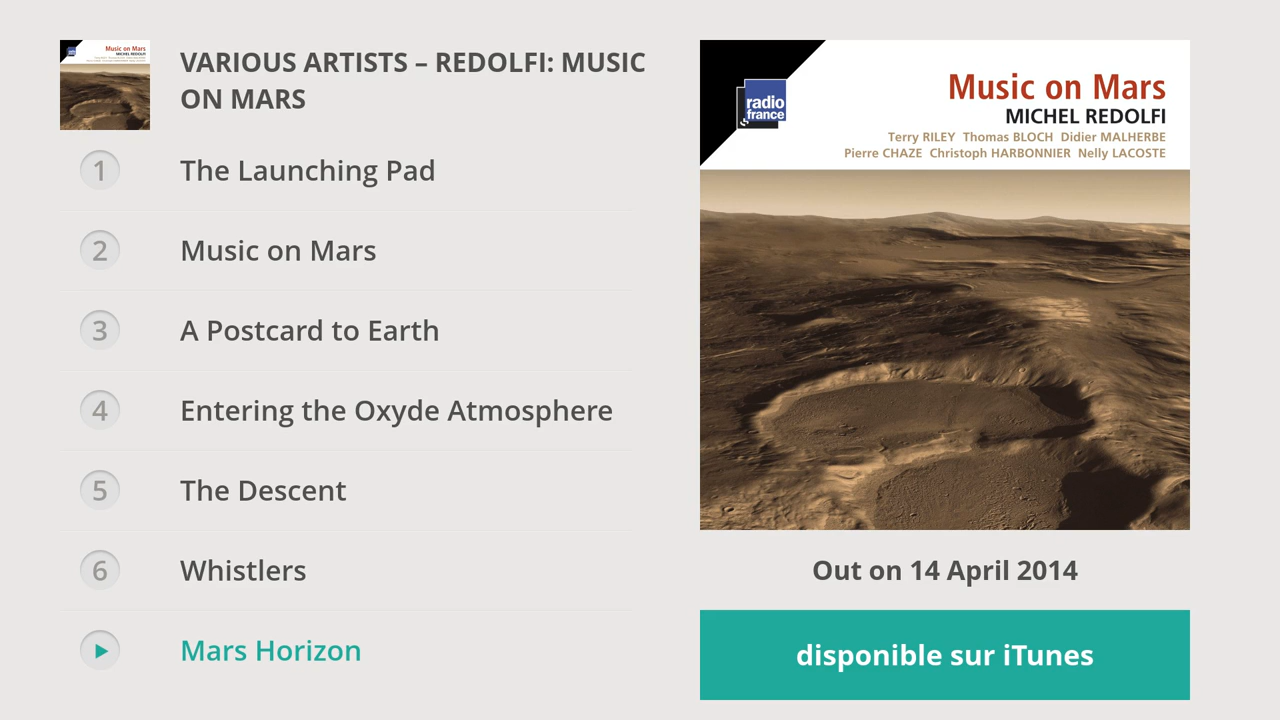 VARIOUS ARTISTS – REDOLFI: MUSIC
ON MARS
1 The Launching Pad
2 Music on Mars
3 A Postcard to Earth
4 Entering the Oxyde Atmosphere
5 The Descent
6 Whistlers
Mars Horizon
radio
france
Music on Mars
MICHEL REDOLFI
Terry RILEY Thomas BLOCH Didier MALHERBE
Pierre CHAZE Christoph HARBONNIER Nelly LACOSTE
Out on 14 April 2014
disponible sur iTunes